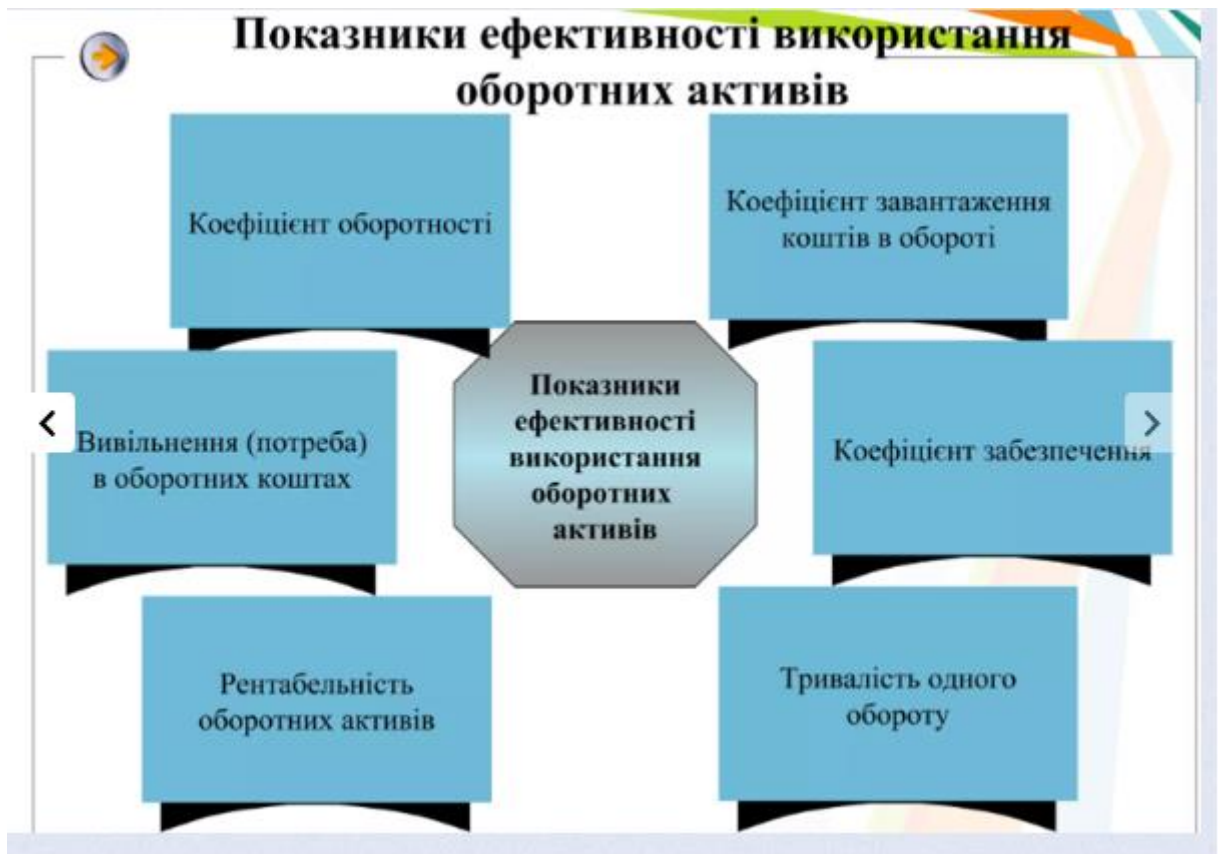 Показники ефективності використання
оборотних активів
Коефіцієнт оборотності
Коефіцієнт завантаження
коштів в обороті
Вивільнення (потреба)
в оборотних коштах
Показники
ефективності
використання
оборотних
активів
Коефіцієнт забезпечення
Рентабельність
оборотних активів
Тривалість одного
обороту